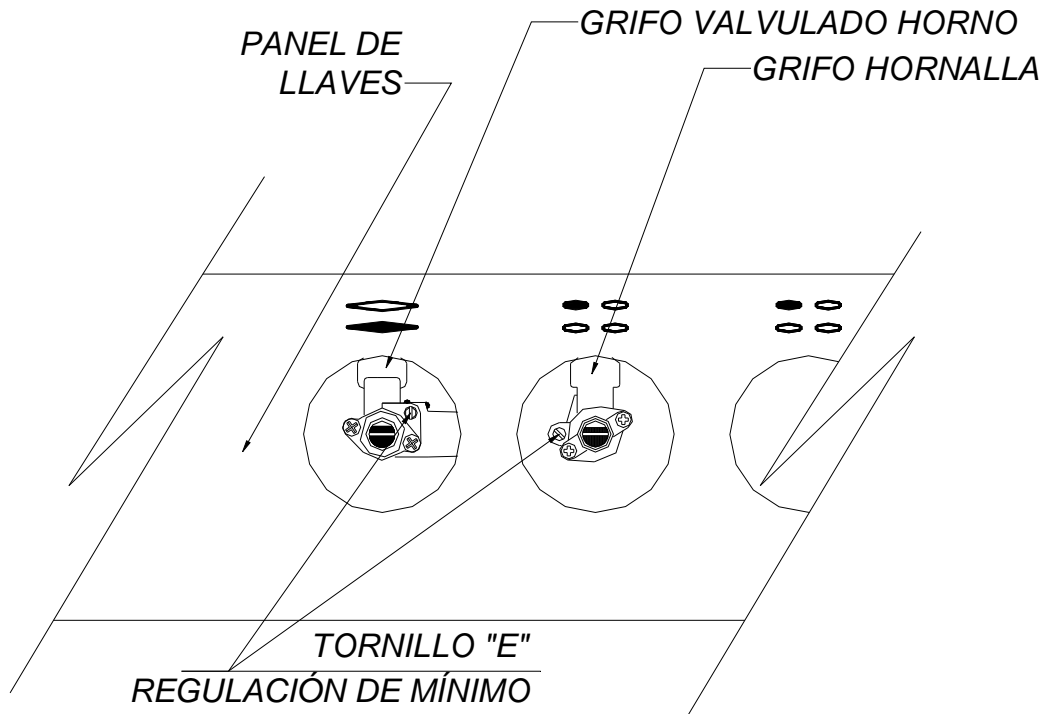 GRIFO VALVULADO HORNO
PANEL DE
LLAVES
GRIFO HORNALLA
TORNILLO "E"
REGULACIÓN DE MÍNIMO